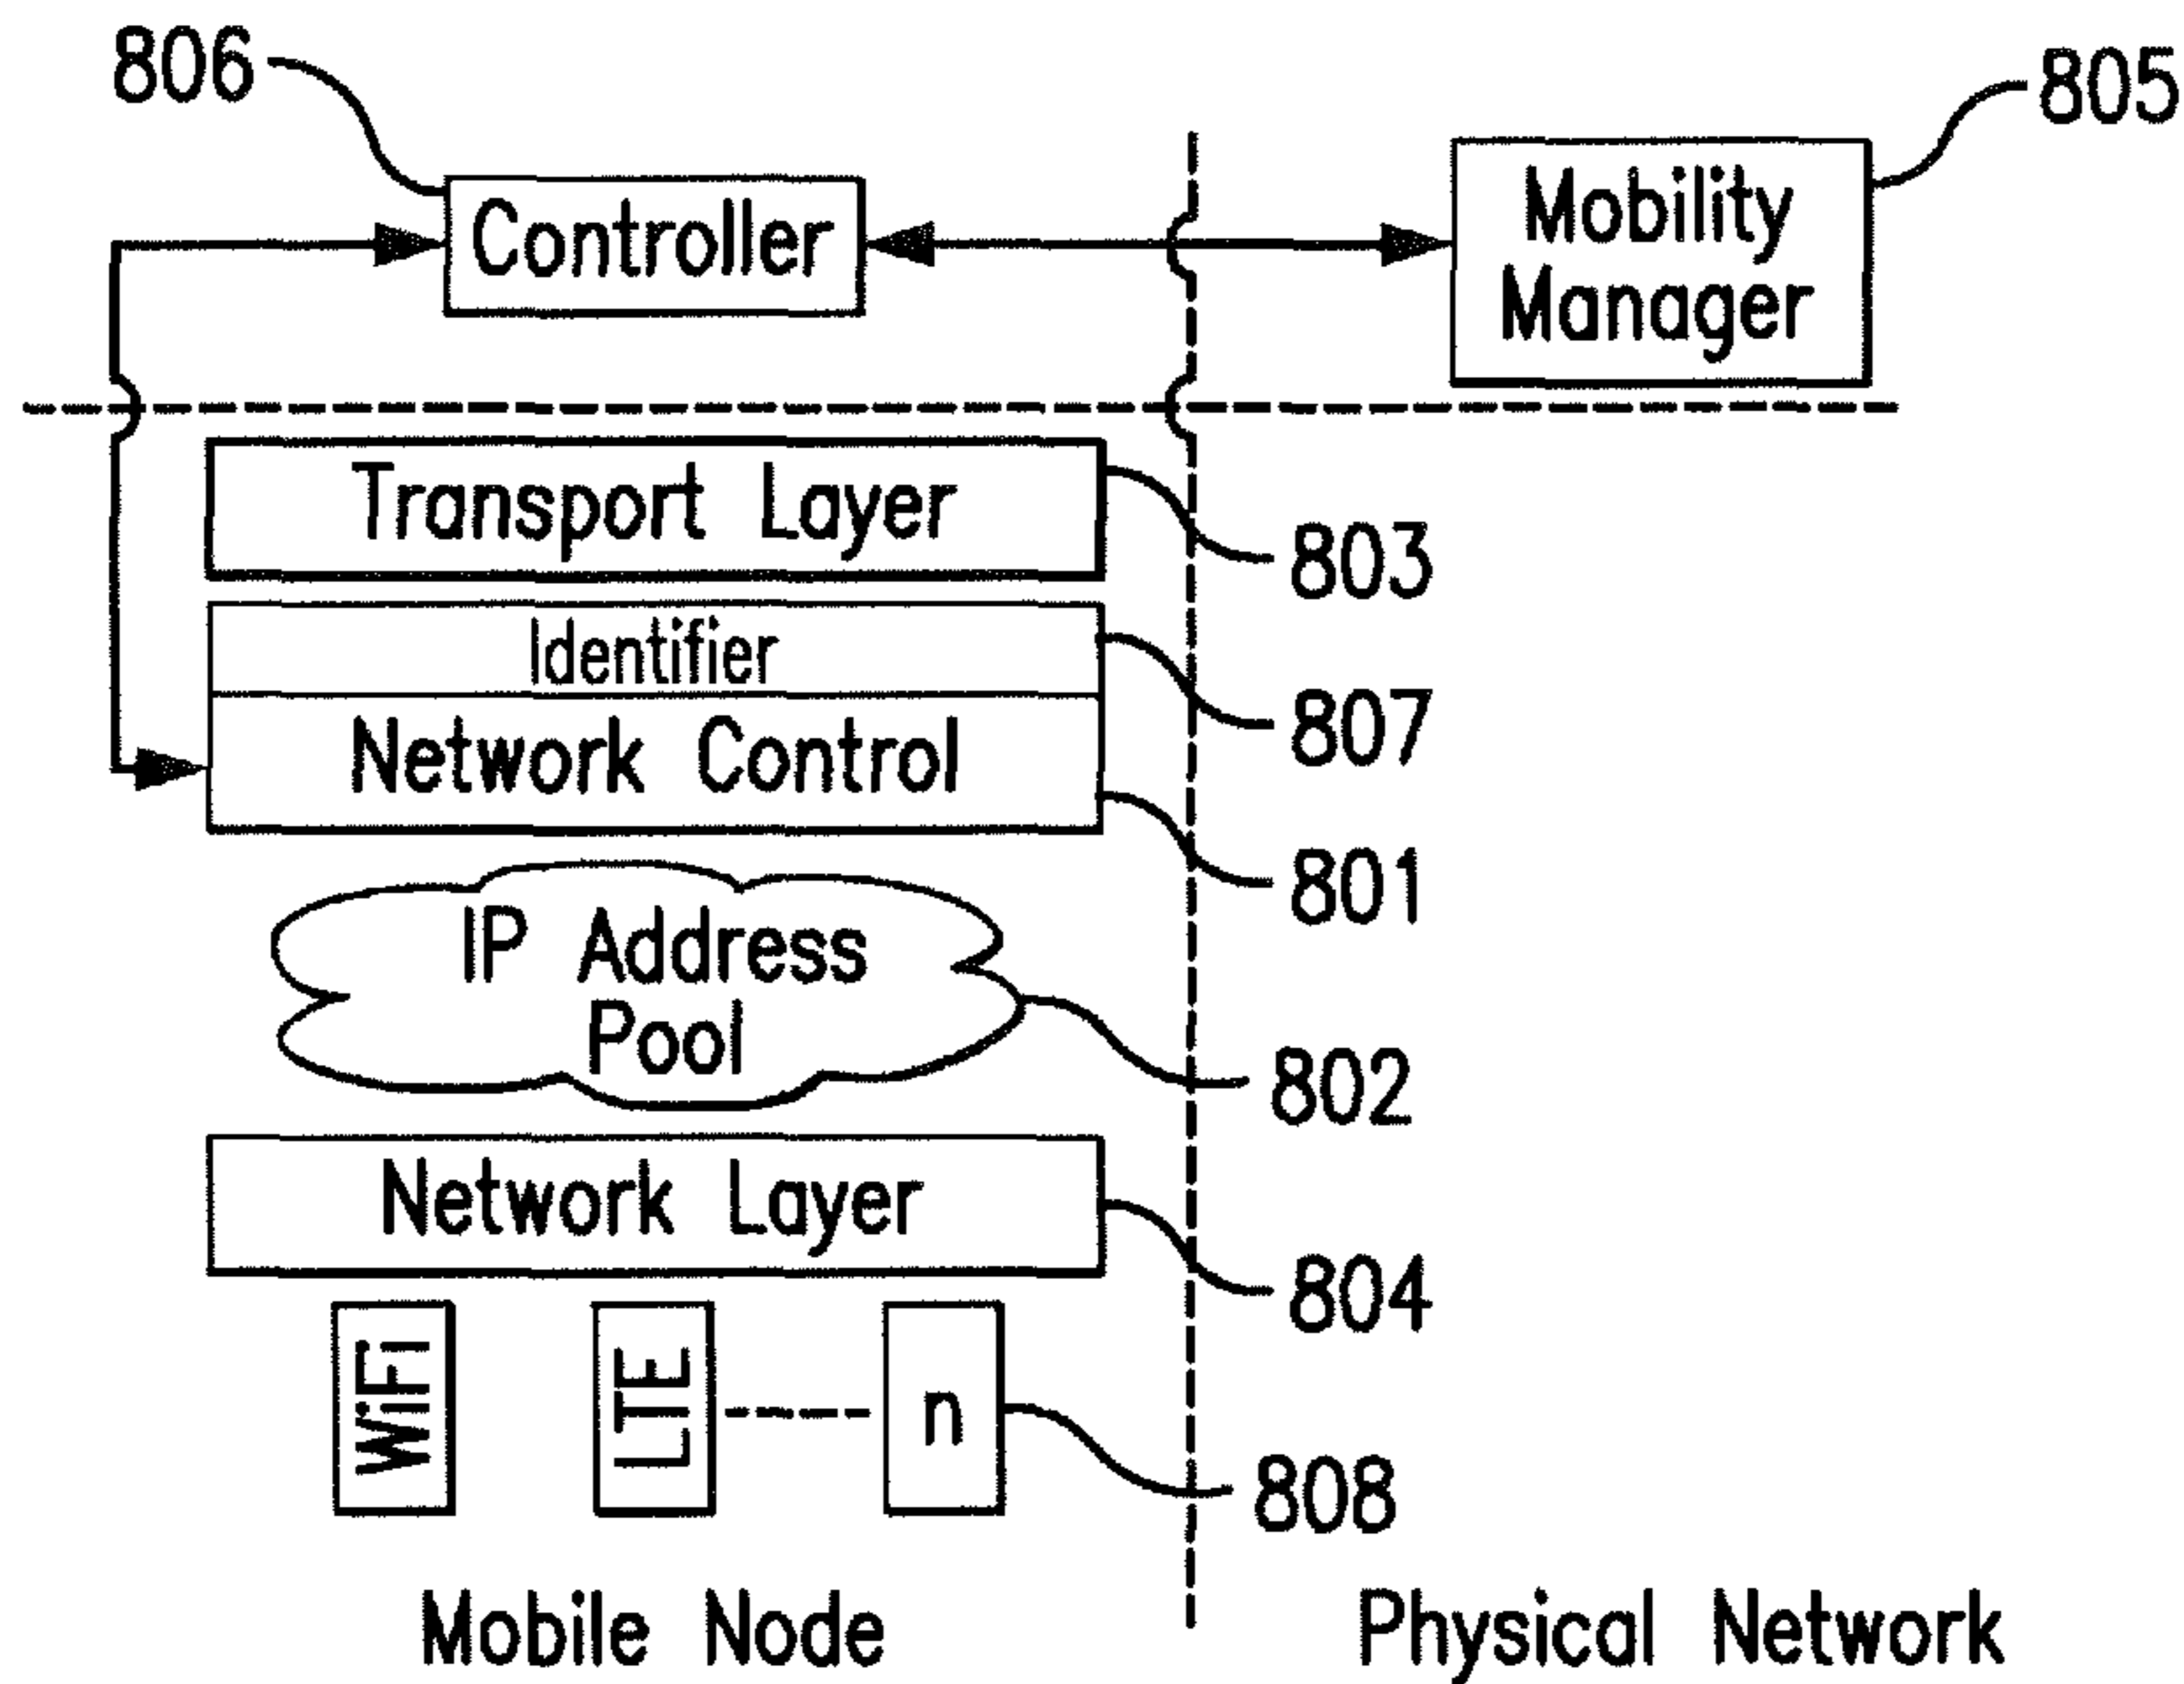 806
805
Controller
Mobility
Manager
Transport Layer
803
Identifier
807
Network Control
801
IP Address
Pool
802
Network Layer
804
WiFi
LTE
n
808
Mobile Node
Physical Network